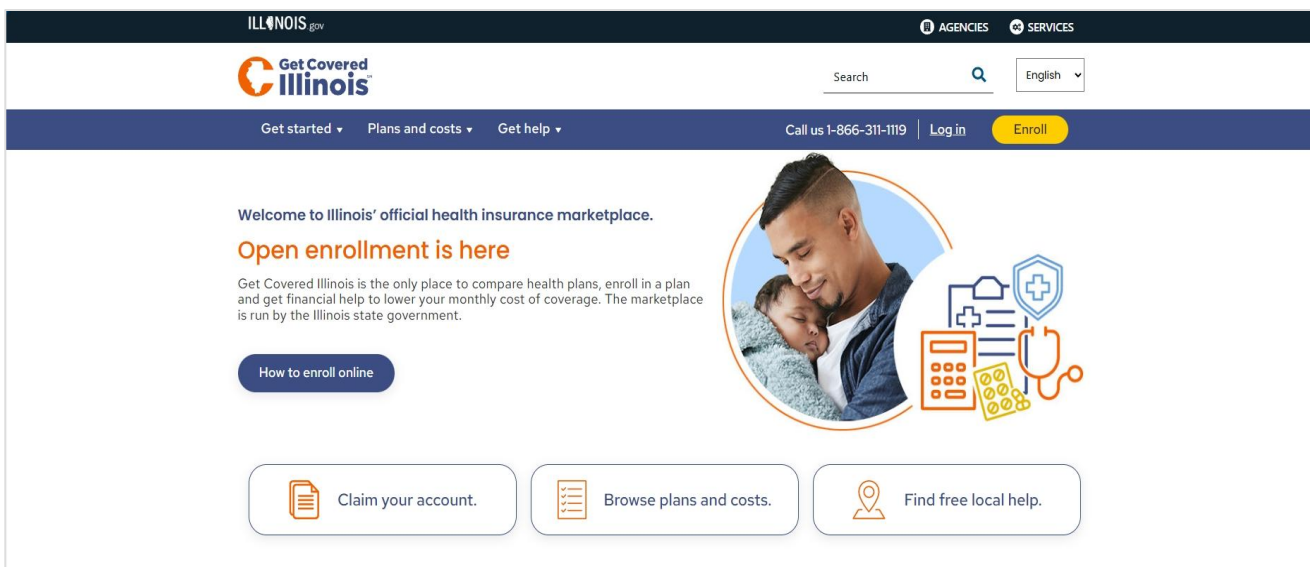 ILLINOIS.gov
AGENCIES SERVICES
Get Covered
Illinois
Search English
Get started Plans and costs Get help Call us 1-866-311-1119 Log in Enroll
Welcome to Illinois’ official health insurance marketplace.
Open enrollment is here
Get Covered Illinois is the only place to compare health plans, enroll in a plan
and get financial help to lower your monthly cost of coverage. The marketplace
is run by the Illinois state government.
How to enroll online
Claim your account. Browse plans and costs. Find free local help.